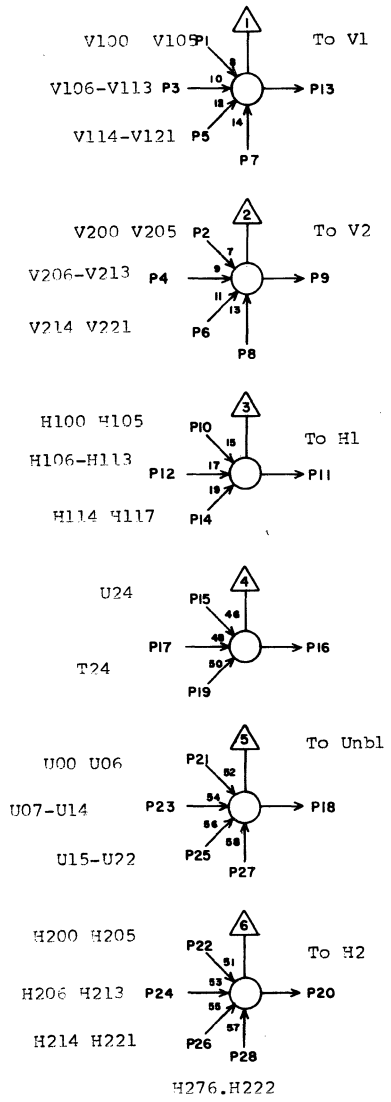 1
V100 V105 P1 To V1
8
V106-V113 P3 10 P13
12
V114-V121 P5 14
P7
2
V200 V205 P2 To V2
7
V206-V213 P4 9 P9
11
V214 V221 P6 13
P8
3
H100 H105 P10 To H1
15
H106-H113 P12 17 P11
19
H114 H117 P14
4
U24 P15
46
P17 48 P16
T24 50
P19
5
U00 U06 P21 To Unbl
52
U07-U14 P23 54 P18
56
U15-U22 P25 58
P27
6
H200 H205 P22 To H2
51
H206 H213 P24 53 P20
55
H214 H221 P26 57
P28
H276.H222